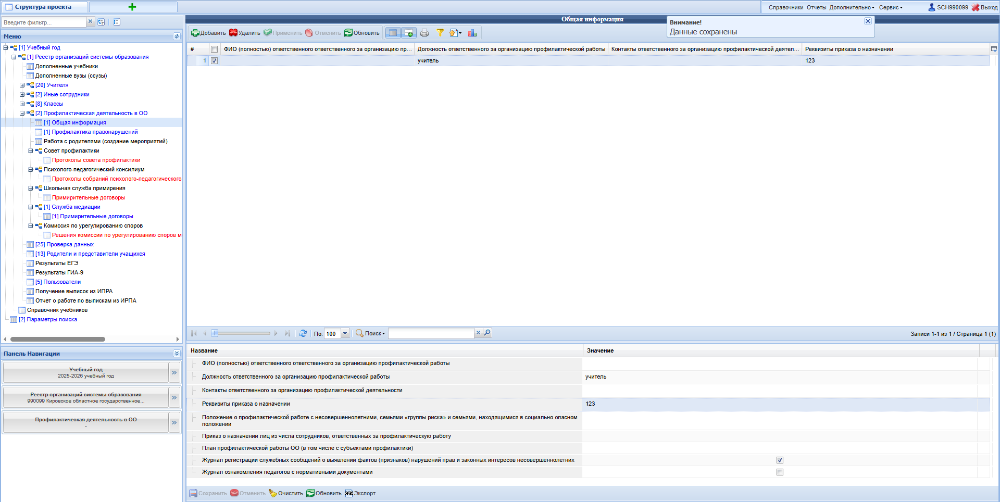 Структура проекта
Справочники Отчеты Дополнительно Сервис SCH990099 Выход
Введите фильтр...
Общая информация
Внимание!
Данные сохранены
Меню
Добавить Удалить Применить Отменить Обновить
# ФИО (полностью) ответственного ответственного за организацию пр... Должность ответственного за организацию профилактической работы Контакты ответственного за организацию профилактической деятел... Реквизиты приказа о назначении
1 учитель 123
[1] Учебный год
[1] Реестр организаций системы образования
Дополненные учебники
Дополненные вузы (ссузы)
[20] Учителя
[2] Иные сотрудники
[8] Классы
[2] Профилактическая деятельность в ОО
[1] Общая информация
[1] Профилактика правонарушений
Работа с родителями (создание мероприятий)
Совет профилактики
Протоколы совета профилактики
Психолого-педагогический консилиум
Протоколы собраний психолого-педагогического
Школьная служба примирения
Примирительные договоры
[1] Служба медиации
[1] Примирительные договоры
Комиссия по урегулированию споров
Решения комиссии по урегулированию споров м
[25] Проверка данных
[13] Родители и представители учащихся
Результаты ЕГЭ
Результаты ГИА-9
[5] Пользователи
Получение выписок из ИПРА
Отчет о работе по выпискам из ИРПА
Справочник учебников
[2] Параметры поиска
По: 100 Поиск Записи 1-1 из 1 / Страница 1 (1)
Панель Навигации
Учебный год
2025-2026 учебный год
Реестр организаций системы образования
990099 Кировское областное государственное...
Профилактическая деятельность в ОО
-
Название Значение
ФИО (полностью) ответственного ответственного за организацию профилактической работы
Должность ответственного за организацию профилактической работы учитель
Контакты ответственного за организацию профилактической деятельности
Реквизиты приказа о назначении 123
Положение о профилактической работе с несовершеннолетними, семьями «группы риска» и семьями, находящимися в социально опасном
положении
Приказ о назначении лиц из числа сотрудников, ответственных за профилактическую работу
План профилактической работы ОО (в том числе с субъектами профилактики)
Журнал регистрации служебных сообщений о выявлении фактов (признаков) нарушений прав и законных интересов несовершеннолетних
Журнал ознакомления педагогов с нормативными документами
Сохранить Отменить Очистить Обновить Экспорт